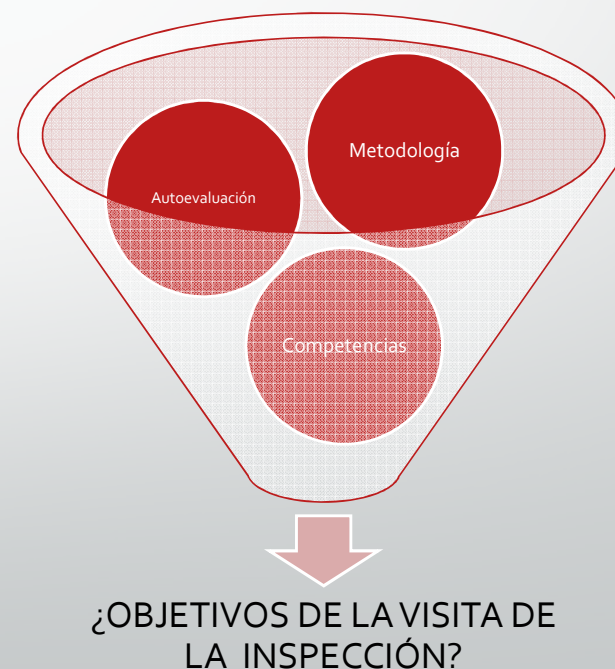 Metodología
Autoevaluación
Competencias
¿OBJETIVOS DE LA VISITA DE
LA INSPECCIÓN?